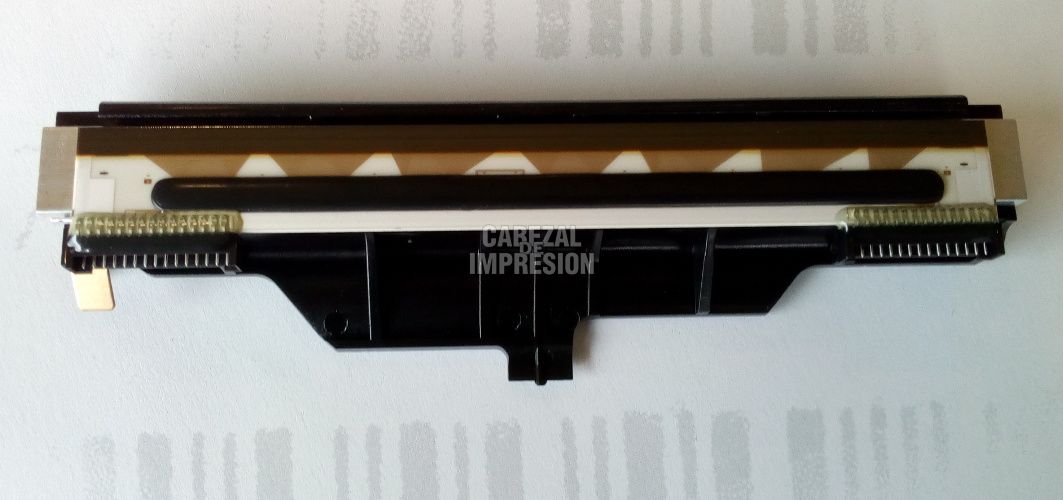 CABEZAL
DE
IMPRESION